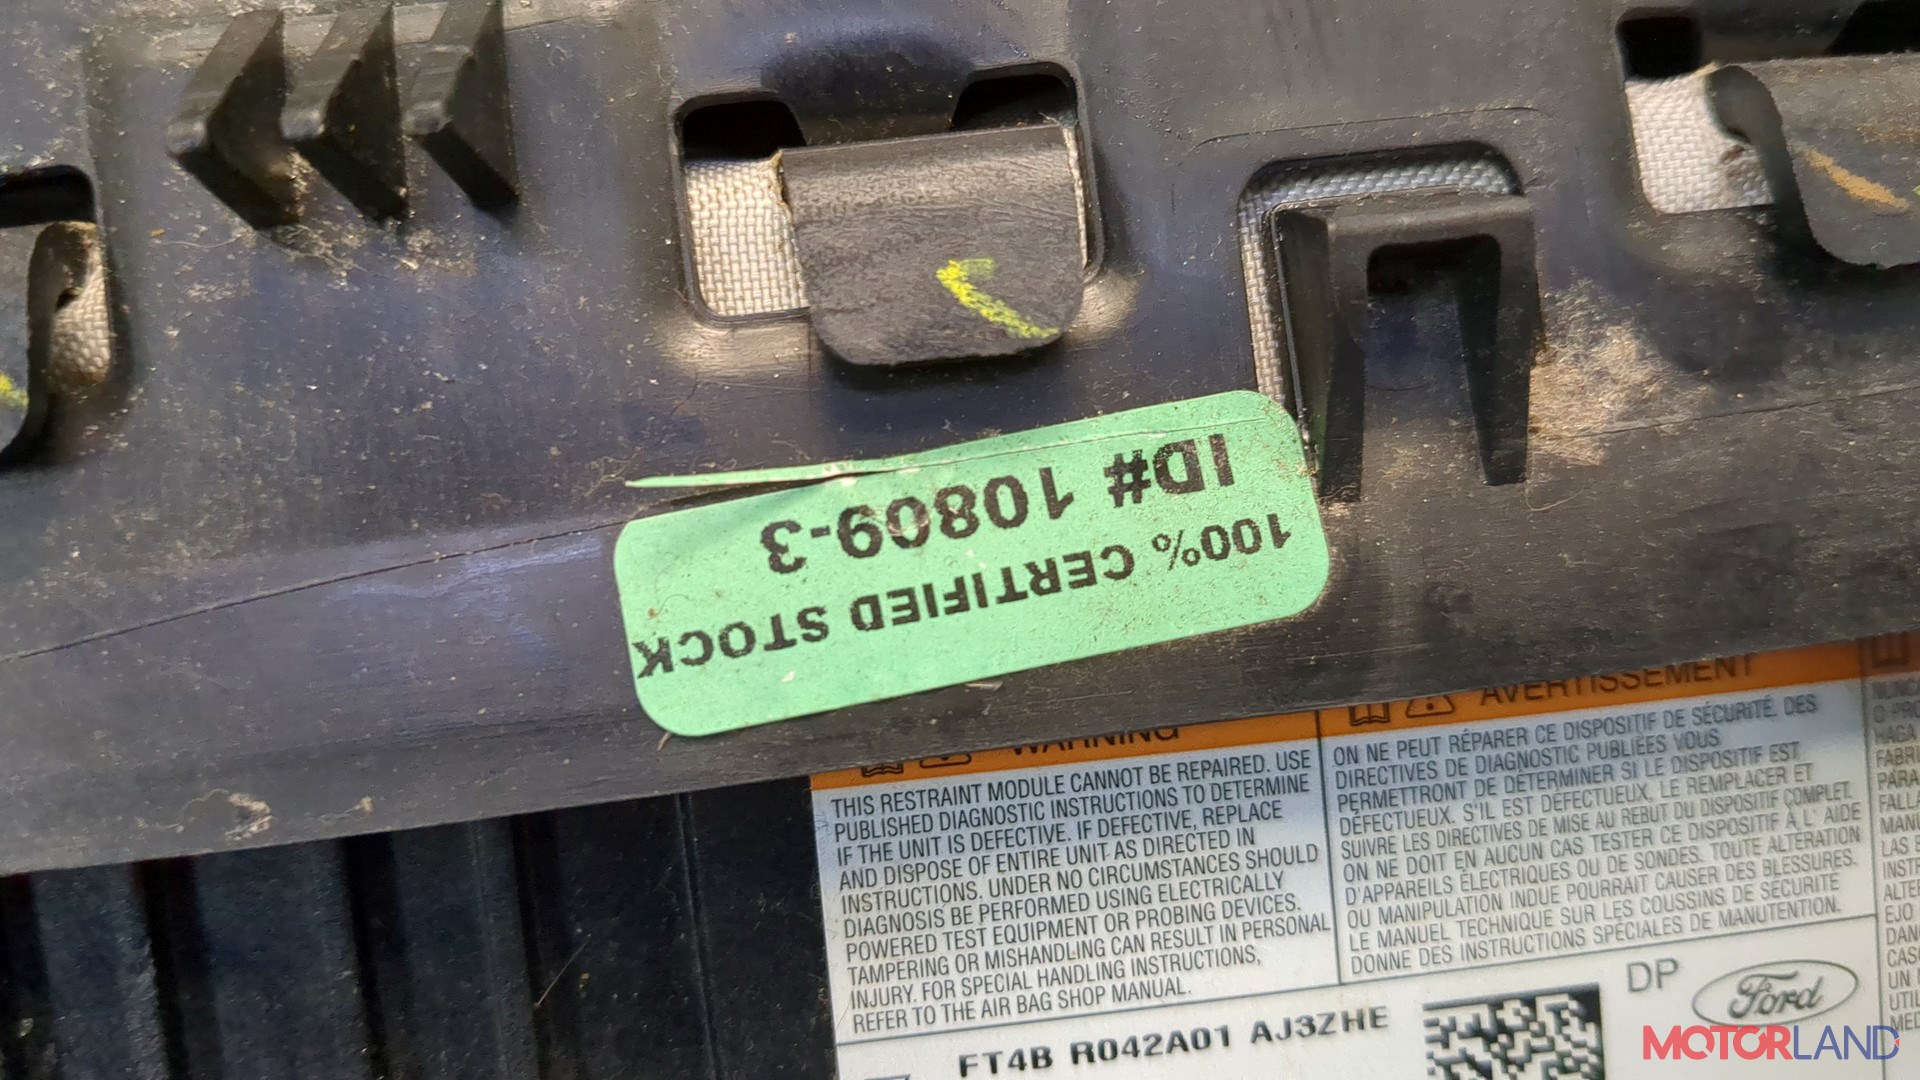 ID# 10809-3
100% CERTIFIED STOCK
WARNING
THIS RESTRAINT MODULE CANNOT BE REPAIRED. USE
PUBLISHED DIAGNOSTIC INSTRUCTIONS TO DETERMINE
IF THE UNIT IS DEFECTIVE. IF DEFECTIVE, REPLACE
AND DISPOSE OF ENTIRE UNIT AS DIRECTED IN
INSTRUCTIONS. UNDER NO CIRCUMSTANCES SHOULD
DIAGNOSIS BE PERFORMED USING ELECTRICALLY
POWERED TEST EQUIPMENT OR PROBING DEVICES.
TAMPERING OR MISHANDLING CAN RESULT IN PERSONAL
INJURY. FOR SPECIAL HANDLING INSTRUCTIONS,
REFER TO THE AIR BAG SHOP MANUAL.
AVERTISSEMENT
ON NE PEUT RÉPARER CE DISPOSITIF DE SÉCURITÉ. DES
DIRECTIVES DE DIAGNOSTIC PUBLIÉES VOUS
PERMETTRONT DE DÉTERMINER SI LE DISPOSITIF EST
DÉFECTUEUX. S'IL EST DÉFECTUEUX, LE REMPLACER ET
SUIVRE LES DIRECTIVES DE MISE AU REBUT DU DISPOSITIF COMPLET.
ON NE DOIT EN AUCUN CAS TESTER CE DISPOSITIF À L' AIDE
D'APPAREILS ÉLECTRIQUES OU DE SONDES. TOUTE ALTÉRATION
OU MANIPULATION INDUE POURRAIT CAUSER DES BLESSURES.
LE MANUEL TECHNIQUE SUR LES COUSSINS DE SÉCURITÉ
DONNE DES INSTRUCTIONS SPÉCIALES DE MANUTENTION.
DP Ford
FT4B R042A01 AJ3ZHE
MOTORLAND